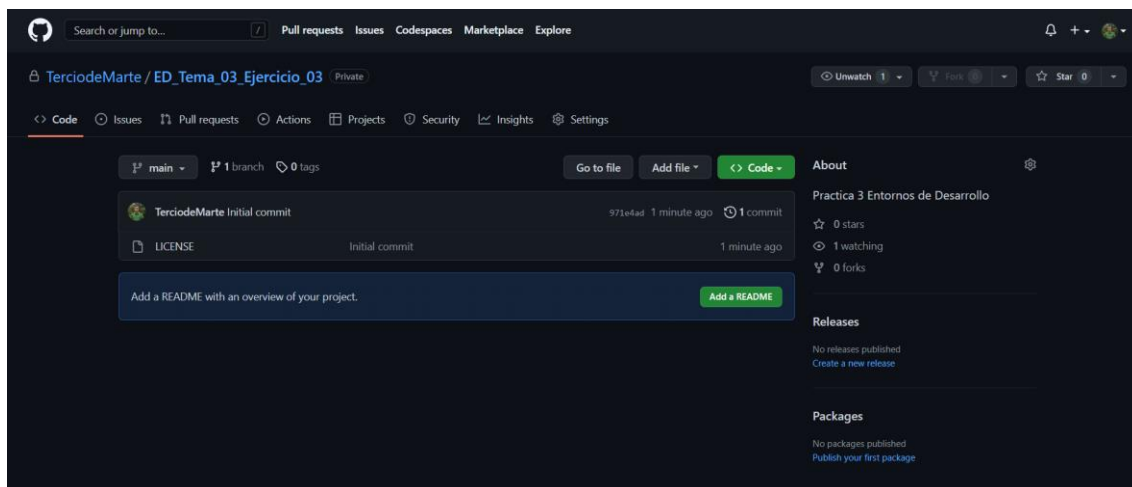 Search or jump to... / Pull requests Issues Codespaces Marketplace Explore
TerciodeMarte / ED_Tema_03_Ejercicio_03 Private
Unwatch 1 Fork 0 Star 0
Code Issues Pull requests Actions Projects Security Insights Settings
main 1 branch 0 tags Go to file Add file Code
About
Practica 3 Entornos de Desarrollo
TerciodeMarte Initial commit 971e4ad 1 minute ago 1 commit
LICENSE Initial commit 1 minute ago
0 stars
1 watching
0 forks
Add a README with an overview of your project. Add a README
Releases
No releases published
Create a new release
Packages
No packages published
Publish your first package